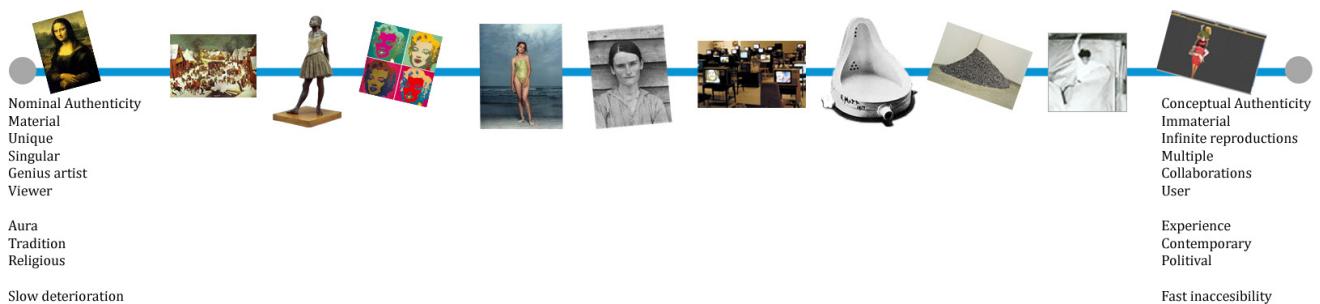 Nominal Authenticity
Material
Unique
Singular
Genius artist
Viewer
Aura
Tradition
Religious
Slow deterioration
Conceptual Authenticity
Immaterial
Infinite reproductions
Multiple
Collaborations
User
Experience
Contemporary
Politival
Fast inaccesibility